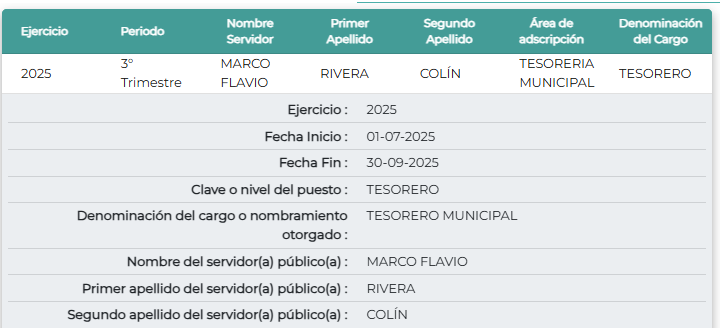 Ejercicio Periodo Nombre Servidor Primer Apellido Segundo Apellido Área de adscripción Denominación del Cargo
2025 3° Trimestre MARCO FLAVIO RIVERA COLÍN TESORERIA MUNICIPAL TESORERO
Ejercicio : 2025
Fecha Inicio : 01-07-2025
Fecha Fin : 30-09-2025
Clave o nivel del puesto : TESORERO
Denominación del cargo o nombramiento otorgado : TESORERO MUNICIPAL
Nombre del servidor(a) público(a) : MARCO FLAVIO
Primer apellido del servidor(a) público(a) : RIVERA
Segundo apellido del servidor(a) público(a) : COLÍN